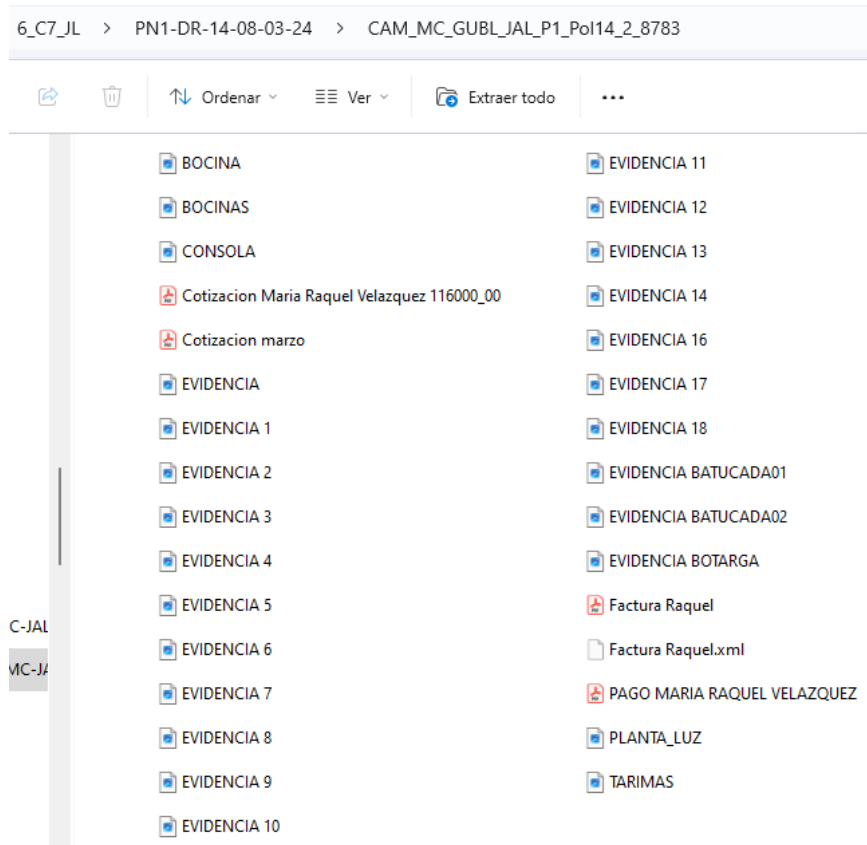 6_C7_JL > PN1-DR-14-08-03-24 > CAM_MC_GUBL_JAL_P1_Pol14_2_8783
Ordenar Ver Extraer todo ...
BOCINA
BOCINAS
CONSOLA
Cotizacion Maria Raquel Velazquez 116000_00
Cotizacion marzo
EVIDENCIA
EVIDENCIA 1
EVIDENCIA 2
EVIDENCIA 3
EVIDENCIA 4
EVIDENCIA 5
EVIDENCIA 6
EVIDENCIA 7
EVIDENCIA 8
EVIDENCIA 9
EVIDENCIA 10
EVIDENCIA 11
EVIDENCIA 12
EVIDENCIA 13
EVIDENCIA 14
EVIDENCIA 16
EVIDENCIA 17
EVIDENCIA 18
EVIDENCIA BATUCADA01
EVIDENCIA BATUCADA02
EVIDENCIA BOTARGA
Factura Raquel
Factura Raquel.xml
PAGO MARIA RAQUEL VELAZQUEZ
PLANTA_LUZ
TARIMAS
C-JAL